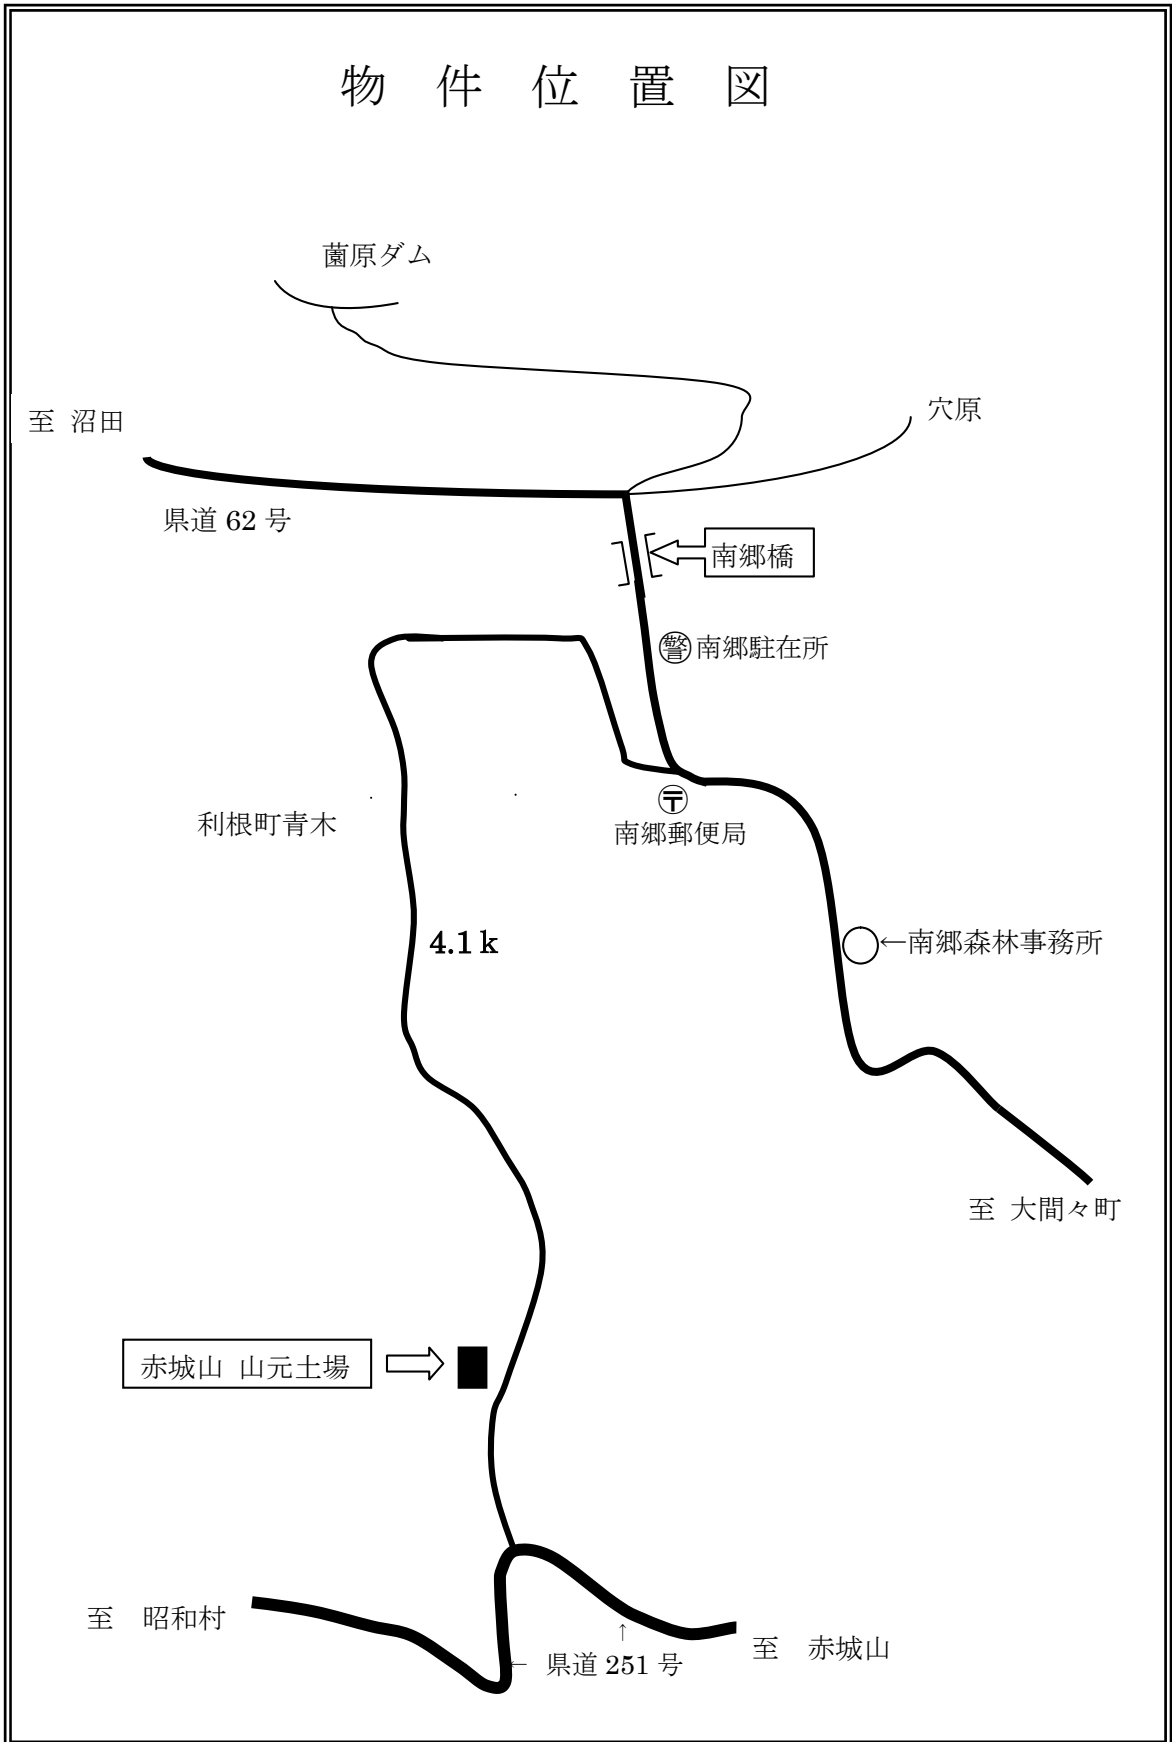 物件位置図
薗原ダム
至 沼田
穴原
県道 62 号
南郷橋
警 南郷駐在所
〒
利根町青木
南郷郵便局
4.1ｋ
←南郷森林事務所
至 大間々町
赤城山 山元土場
至 昭和村
↑
至 赤城山
← 県道 251 号